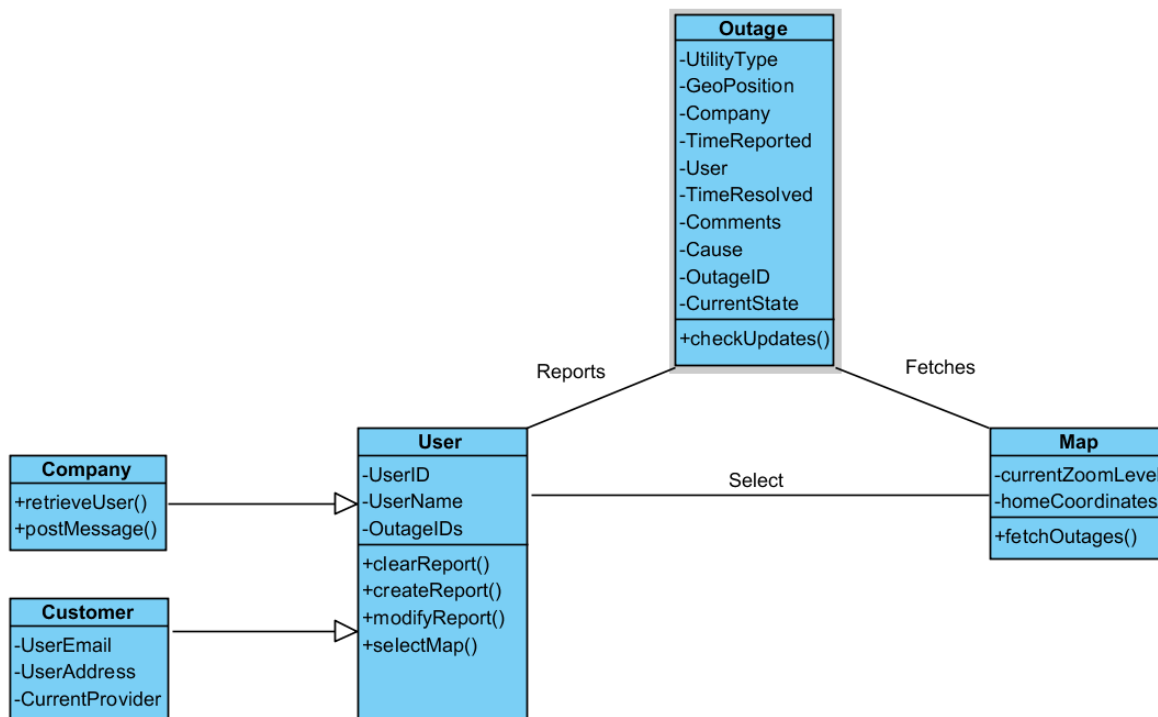 Outage
-UtilityType
-GeoPosition
-Company
-TimeReported
-User
-TimeResolved
-Comments
-Cause
-OutageID
-CurrentState
+checkUpdates()
Reports
Fetches
Company
+retrieveUser()
+postMessage()
User
-UserID
-UserName
-OutageIDs
+clearReport()
+createReport()
+modifyReport()
+selectMap()
Select
Map
-currentZoomLevel
-homeCoordinates
+fetchOutages()
Customer
-UserEmail
-UserAddress
-CurrentProvider